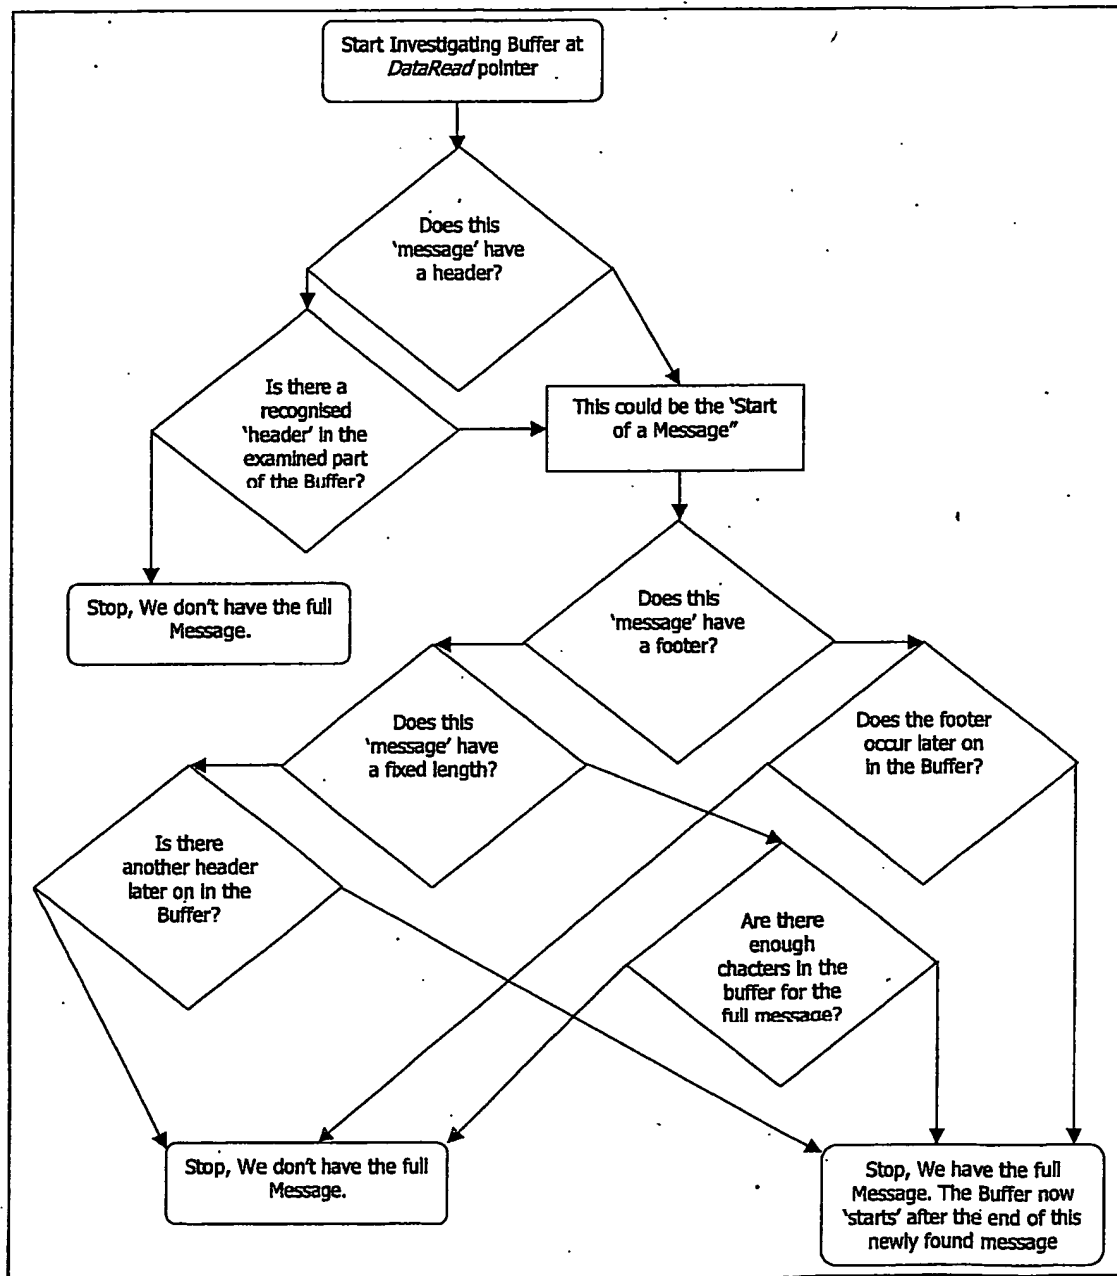 Start Investigating Buffer at
DataRead pointer
Does this
‘message’ have
a header?
Is there a
recognised
‘header’ in the
examined part
of the Buffer?
This could be the ‘Start
of a Message”
Stop, We don’t have the full
Message.
Does this
‘message’ have
a footer?
Does this
‘message’ have
a fixed length?
Does the footer
occur later on
in the Buffer?
Is there
another header
later on in the
Buffer?
Are there
enough
chacters in the
buffer for the
full message?
Stop, We don’t have the full
Message.
Stop, We have the full
Message. The Buffer now
‘starts’ after the end of this
newly found message